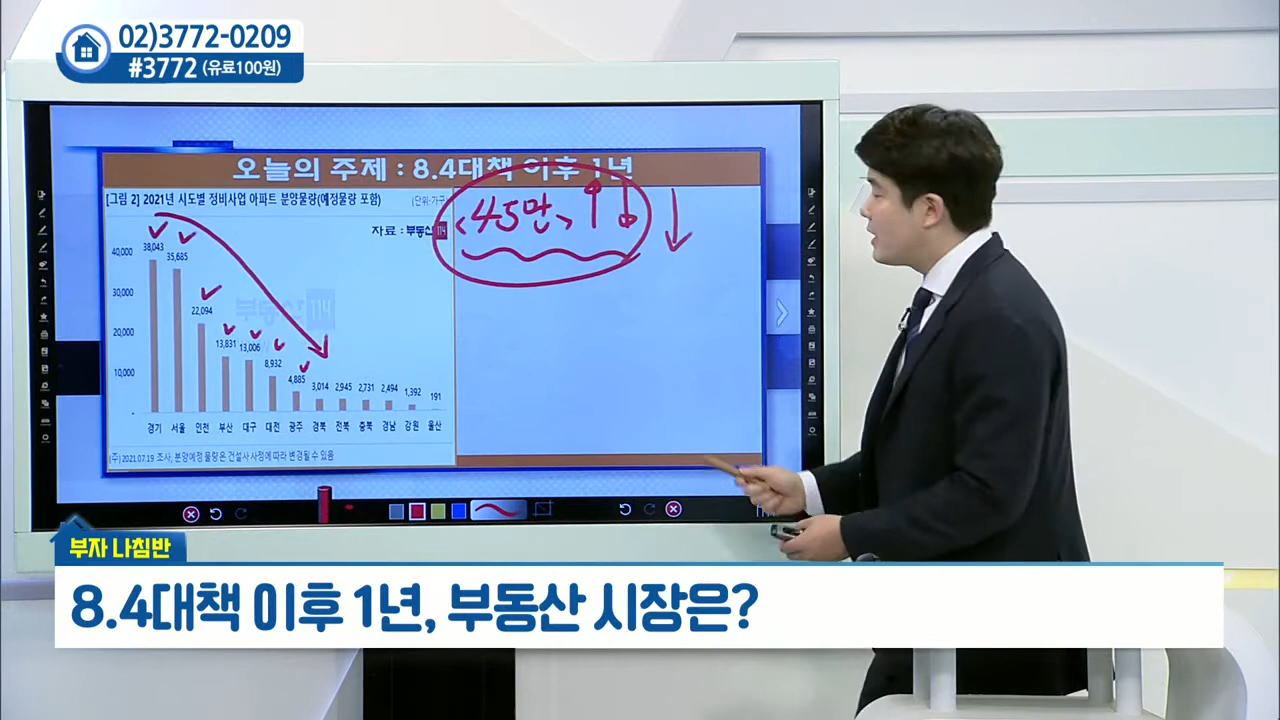 02)3772-0209
#3772 (유료100원)
오늘의 주제 : 8.4대책 이후 1년
[그림 2] 2021년 시도별 정비사업 아파트 분양물량(예정물량 포함)
(단위:가구
자료 : 부동산114
<45만>
40,000
30,000
20,000
10,000
-
38,043
35,685
22,094
13,831
13,006
8,932
4,885
3,014
2,945
2,731
2,494
1,392
191
부동산114
경기 서울 인천 부산 대구 대전 광주 경북 전북 충북 경남 강원 울산
(주) 2021.07.19 조사, 분양예정 물량은 건설사 사정에 따라 변경될 수 있음
부자 나침반
8.4대책 이후 1년, 부동산 시장은?